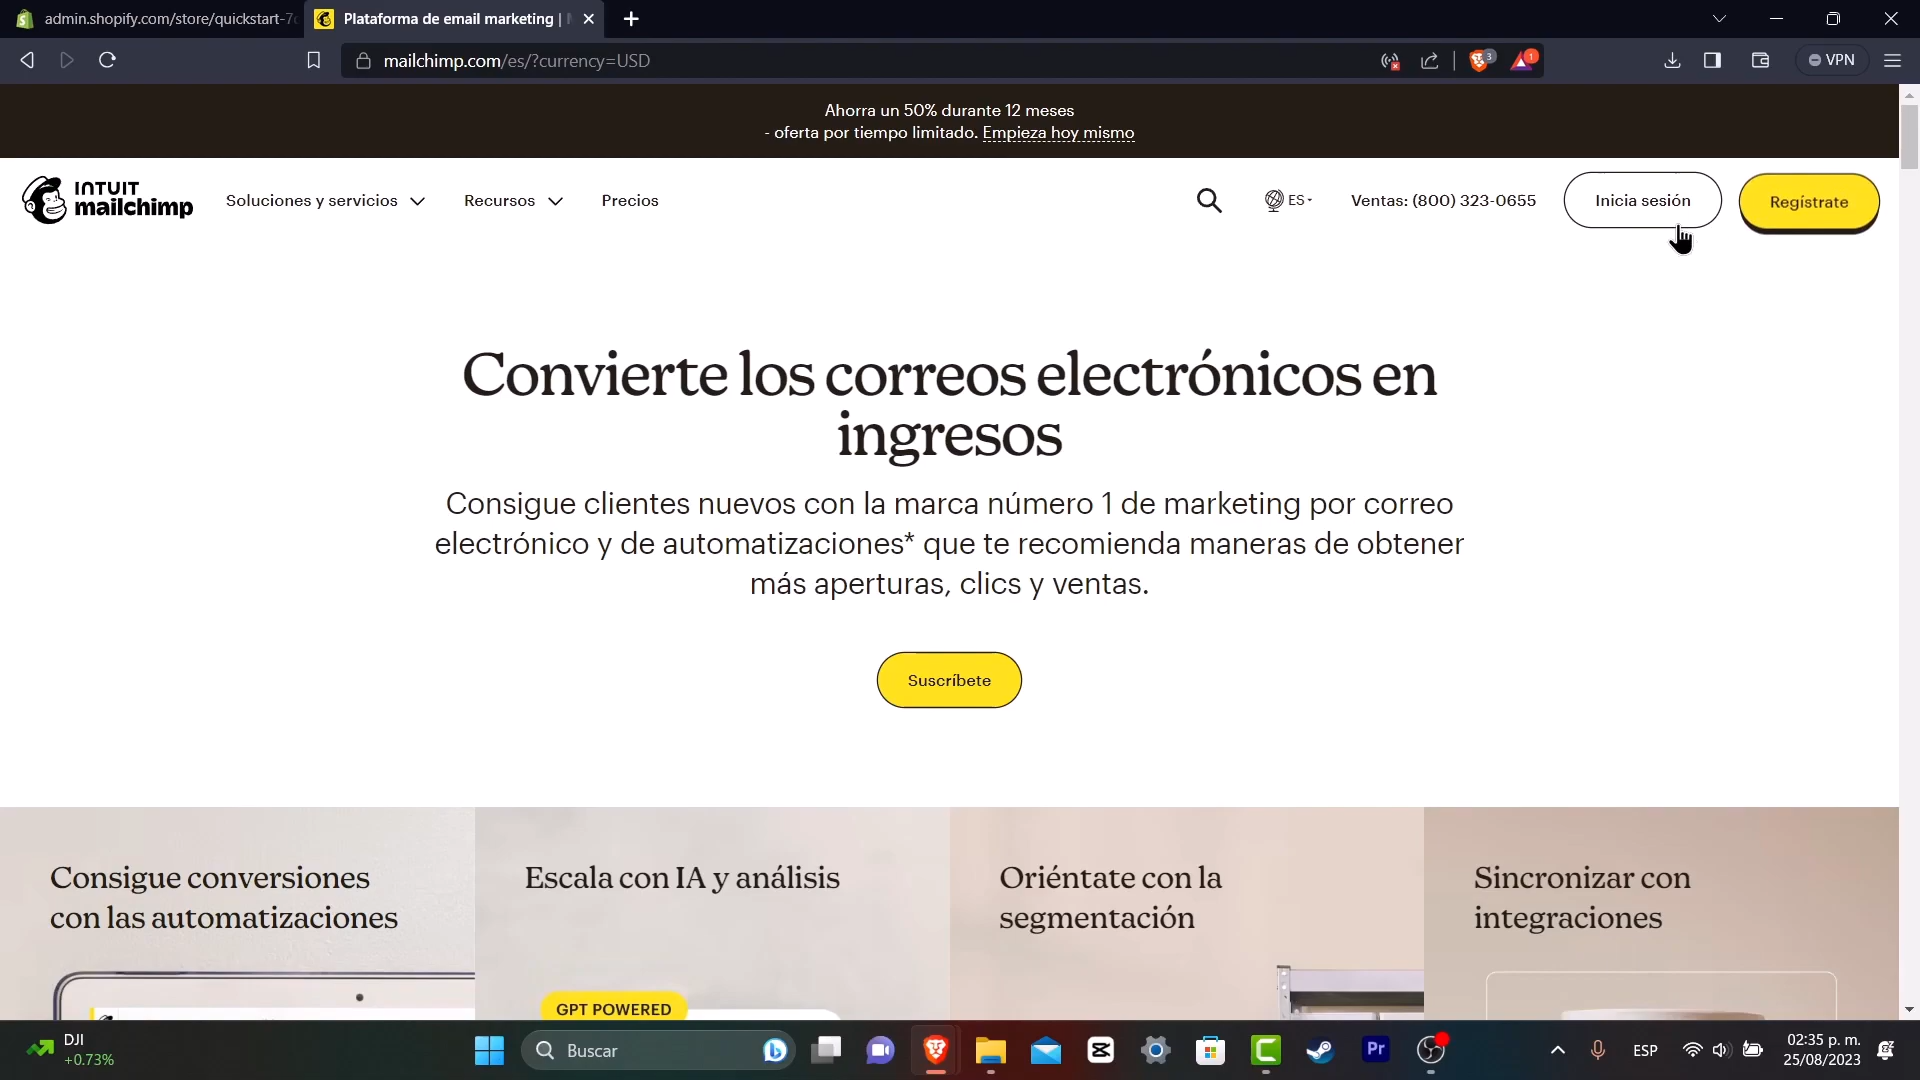 admin.shopify.com/store/quickstart-7
Plataforma de email marketing |
mailchimp.com/es/?currency=USD
3
1
VPN
Ahorra un 50% durante 12 meses
- oferta por tiempo limitado. Empieza hoy mismo
INTUIT
mailchimp
Soluciones y servicios
Recursos
Precios
ES
Ventas: (800) 323-0655
Inicia sesión
Regístrate
Convierte los correos electrónicos en
ingresos
Consigue clientes nuevos con la marca número 1 de marketing por correo
electrónico y de automatizaciones* que te recomienda maneras de obtener
más aperturas, clics y ventas.
Suscríbete
Consigue conversiones
con las automatizaciones
Escala con IA y análisis
Oriéntate con la
segmentación
Sincronizar con
integraciones
GPT POWERED
DJI
+0.73%
Buscar
Pr
ESP
02:35 p. m.
25/08/2023